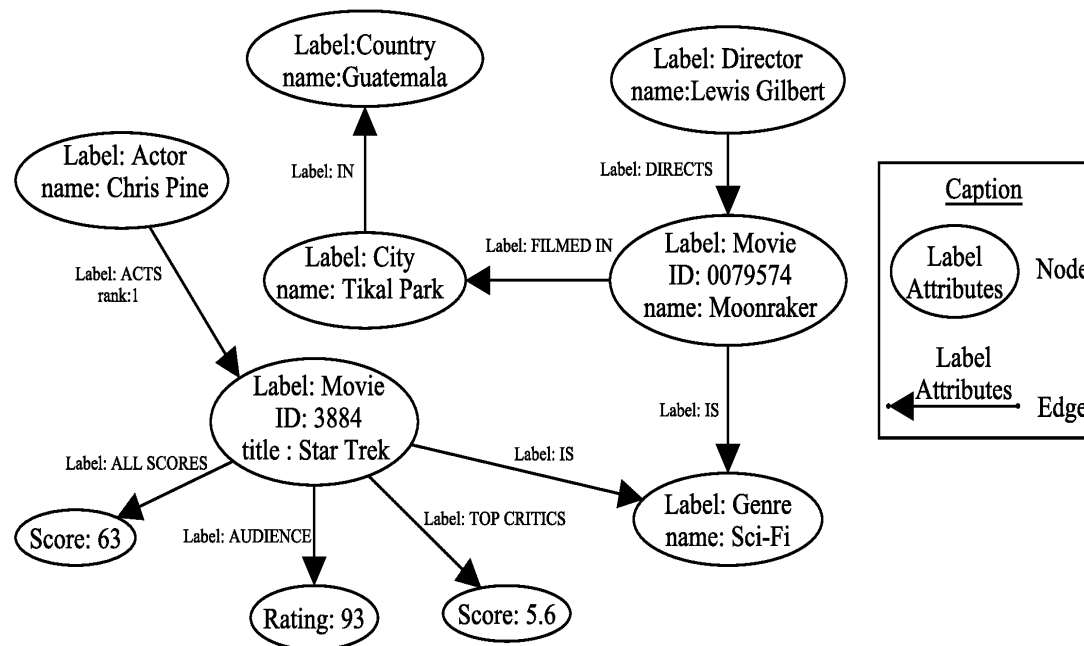 Label:Country
name:Guatemala
Label: Director
name:Lewis Gilbert
Label: Actor
name: Chris Pine
Label: IN
Label: DIRECTS
Label: ACTS
rank:1
Label: City
name: Tikal Park
Label: FILMED IN
Label: Movie
ID: 0079574
name: Moonraker
Label: Movie
ID: 3884
title : Star Trek
Label: IS
Label: ALL SCORES
Label: AUDIENCE
Label: TOP CRITICS
Label: IS
Label: Genre
name: Sci-Fi
Score: 63
Rating: 93
Score: 5.6
Caption
Label
Attributes
Node
Label
Attributes
Edge